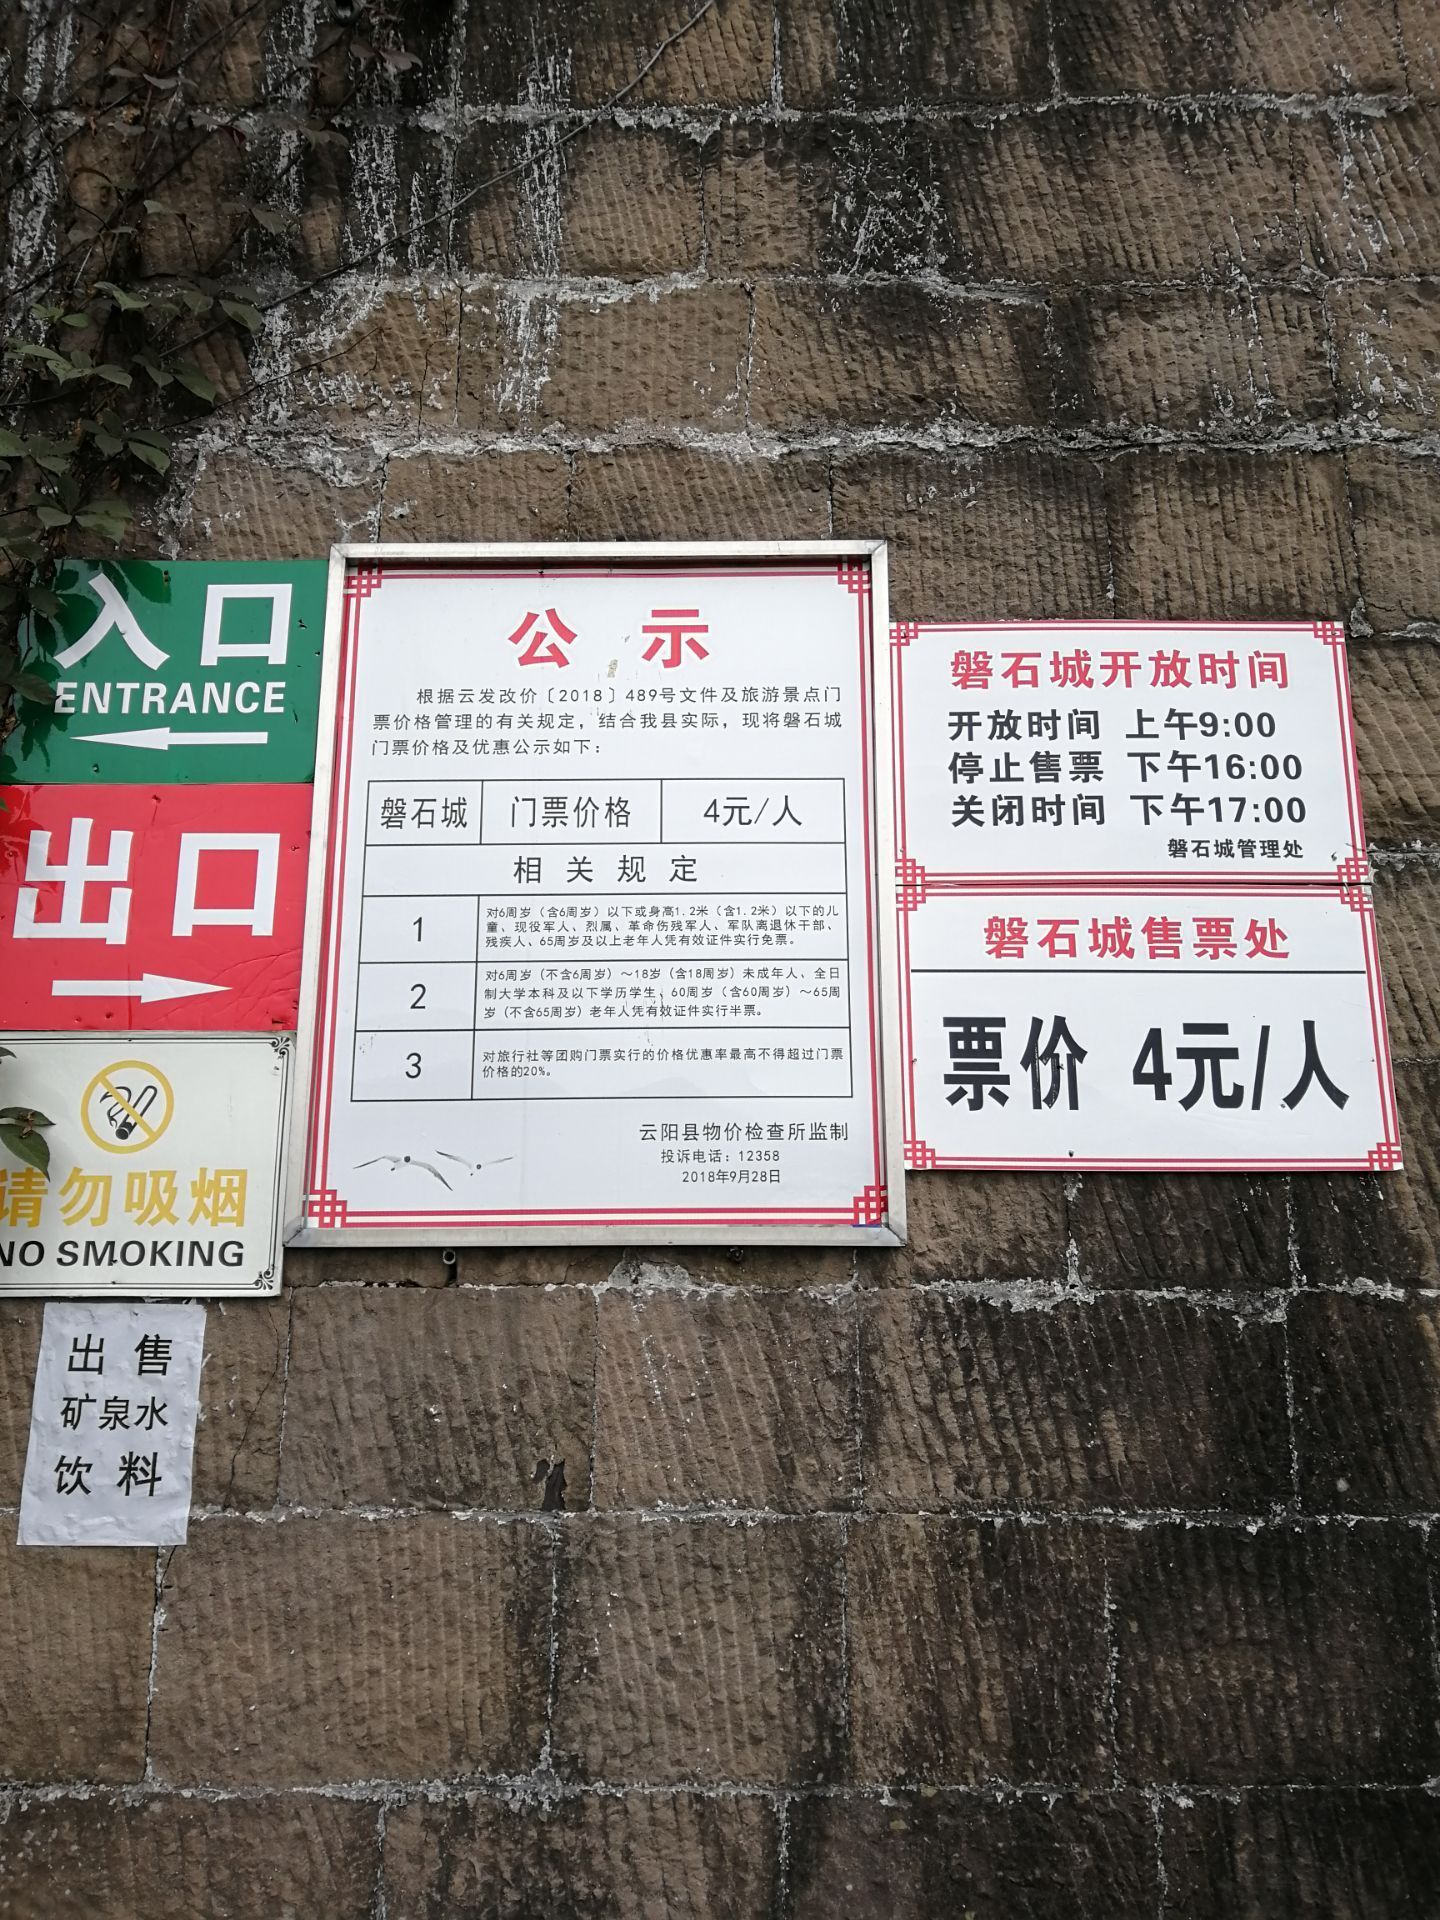 入口
ENTRANCE
出口
请勿吸烟
NO SMOKING
出售
矿泉水
饮料
公示
根据云发改价〔2018〕489号文件及旅游景点门
票价格管理的有关规定，结合我县实际，现将磐石城
门票价格及优惠公示如下：
磐石城 门票价格 4元/人
相关规定
1 对6周岁（含6周岁）以下或身高1.2米（含1.2米）以下的儿
童、现役军人、烈属、革命伤残军人、军队离退休干部、
残疾人、65周岁及以上老年人凭有效证件实行免票。
2 对6周岁（不含6周岁）～18岁（含18周岁）未成年人、全日
制大学本科及以下学历学生、60周岁（含60周岁）～65周
岁（不含65周岁）老年人凭有效证件实行半票。
3 对旅行社等团购门票实行的价格优惠率最高不得超过门票
价格的20%。
云阳县物价检查所监制
投诉电话：12358
2018年9月28日
磐石城开放时间
开放时间 上午9:00
停止售票 下午16:00
关闭时间 下午17:00
磐石城管理处
磐石城售票处
票价 4元/人